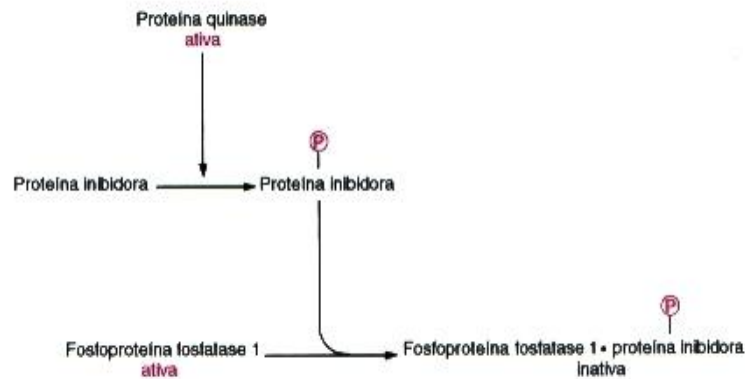 Proteína quinase
ativa
P
Proteína inibidora
Proteína inibidora
P
Fosfoproteína fosfatase 1
ativa
Fosfoproteína fosfatase 1 • proteína inibidora
inativa